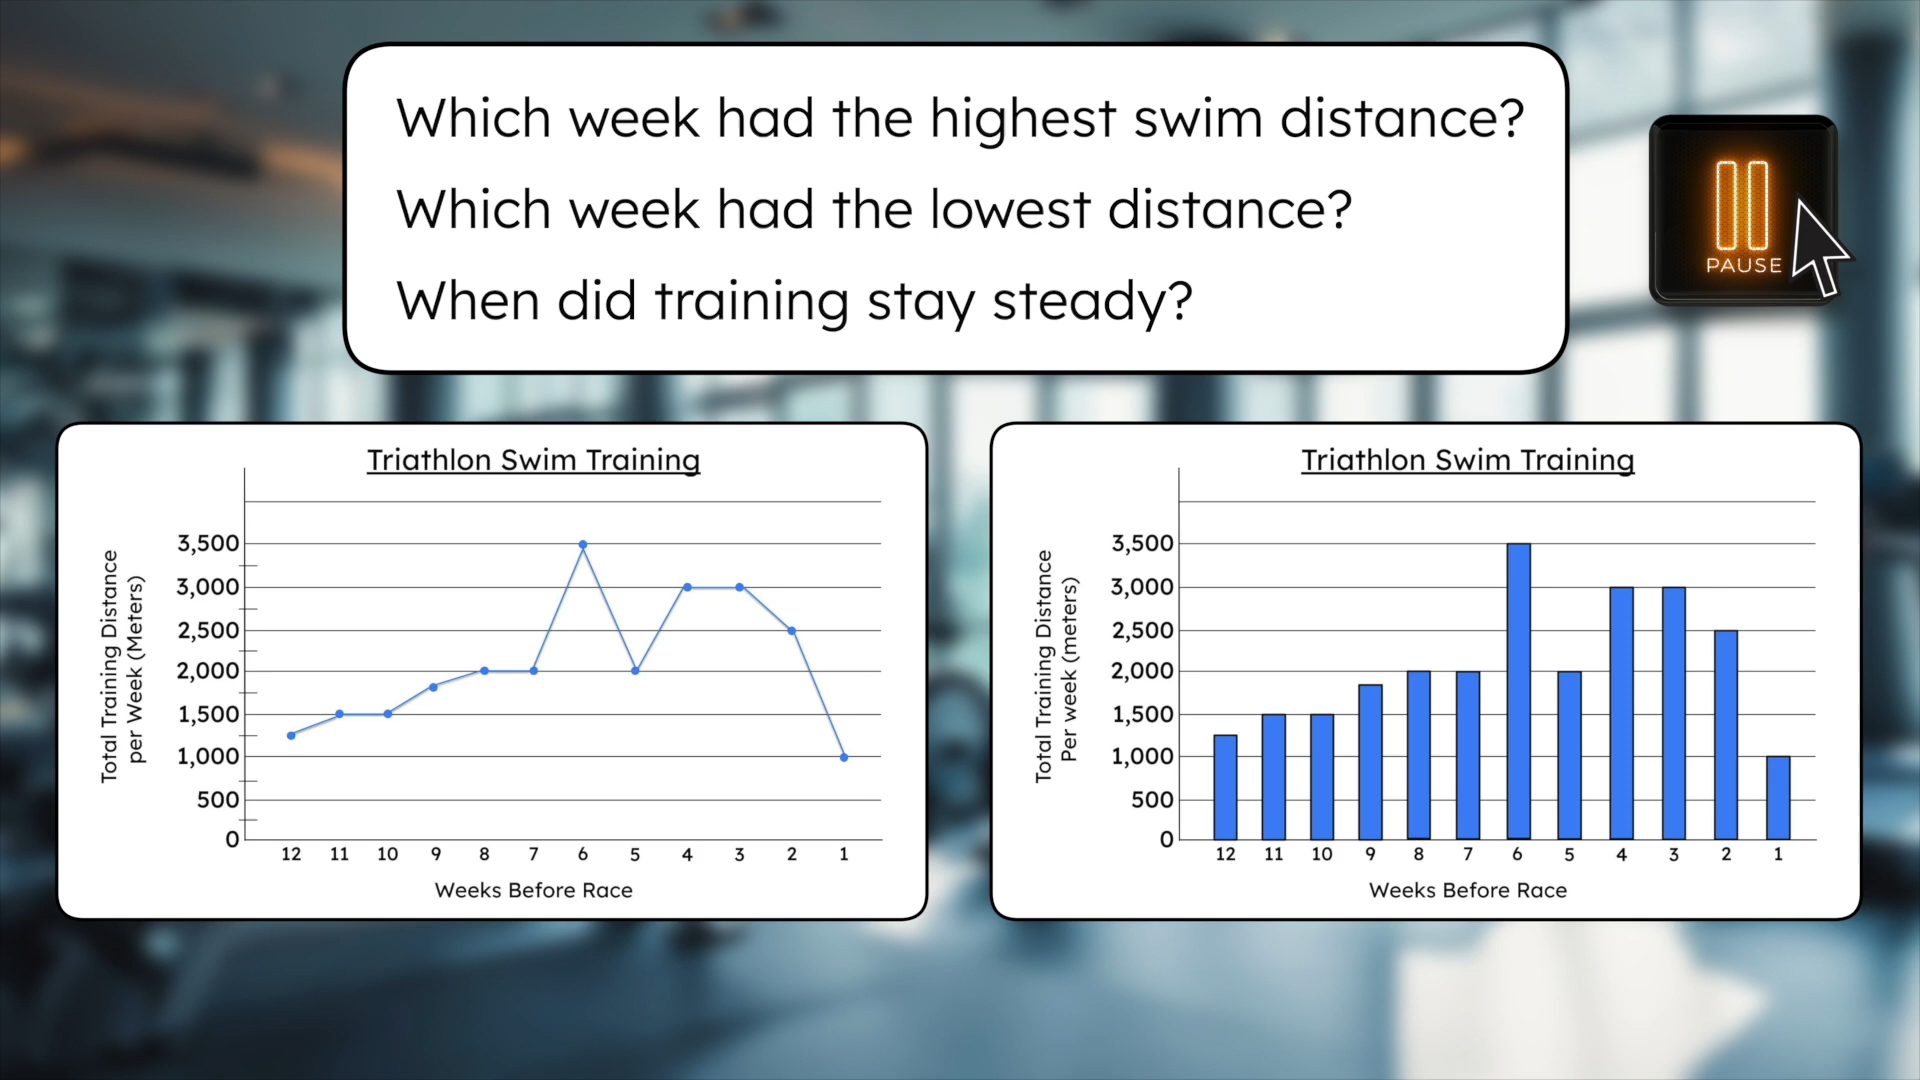 Which week had the highest swim distance?
Which week had the lowest distance?
When did training stay steady?
PAUSE
Triathlon Swim Training
Total Training Distance
per Week (Meters)
3,500
3,000
2,500
2,000
1,500
1,000
500
0
12 11 10 9 8 7 6 5 4 3 2 1
Weeks Before Race
Triathlon Swim Training
Total Training Distance
Per week (meters)
3,500
3,000
2,500
2,000
1,500
1,000
500
0
12 11 10 9 8 7 6 5 4 3 2 1
Weeks Before Race